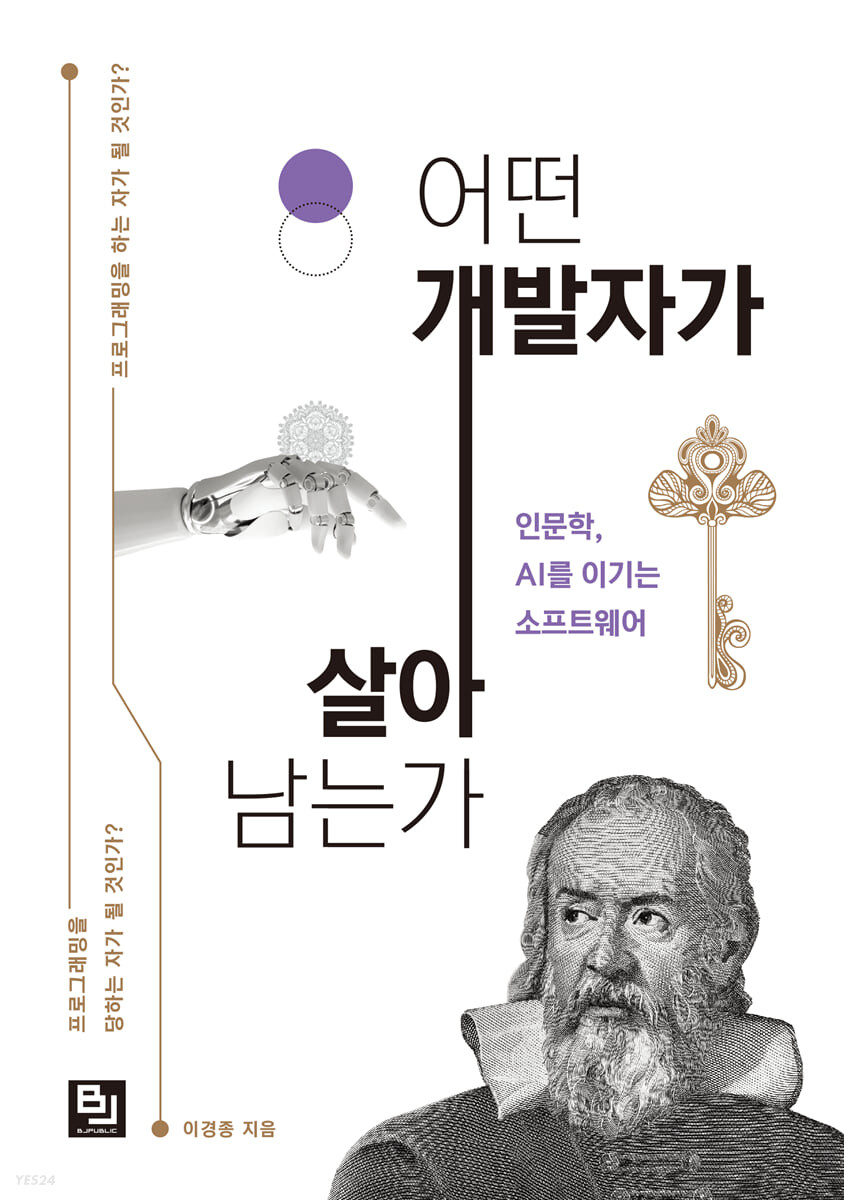 프로그래밍을 하는 자가 될 것인가?
어떤
개발자가
인문학,
AI를 이기는
소프트웨어
살아
남는가
프로그래밍을
당하는 자가 될 것인가?
BJ
BJPUBLIC
이경종 지음
YES24